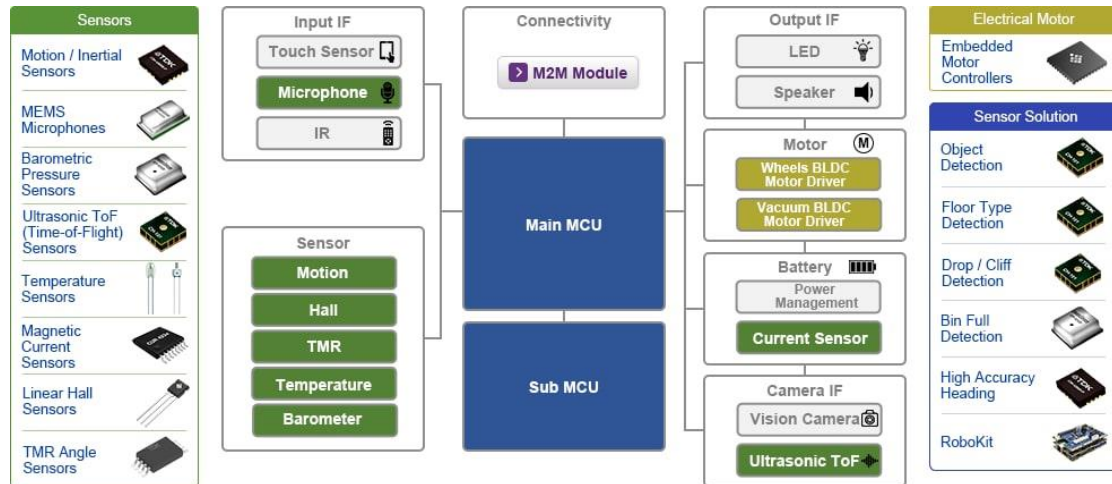 Sensors
Motion / Inertial
Sensors
MEMS
Microphones
Barometric
Pressure
Sensors
Ultrasonic ToF
(Time-of-Flight)
Sensors
Temperature
Sensors
Magnetic
Current
Sensors
Linear Hall
Sensors
TMR Angle
Sensors
Input IF
Touch Sensor
Microphone
IR
Sensor
Motion
Hall
TMR
Temperature
Barometer
Connectivity
M2M Module
Main MCU
Sub MCU
Output IF
LED
Speaker
Motor
M
Wheels BLDC
Motor Driver
Vacuum BLDC
Motor Driver
Battery
Power
Management
Current Sensor
Camera IF
Vision Camera
Ultrasonic ToF
Electrical Motor
Embedded
Motor
Controllers
Sensor Solution
Object
Detection
Floor Type
Detection
Drop / Cliff
Detection
Bin Full
Detection
High Accuracy
Heading
RoboKit